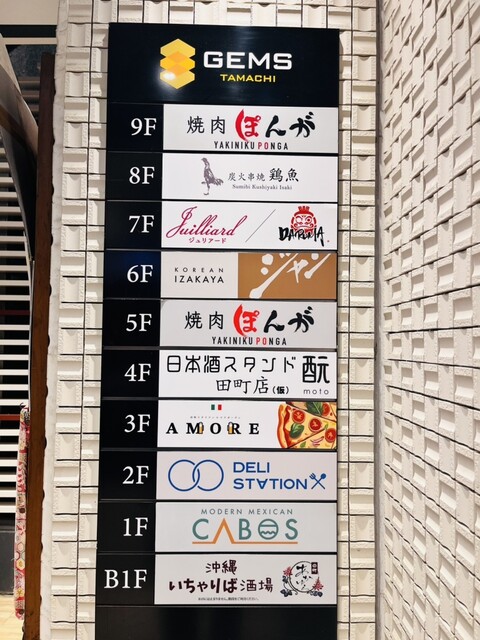 GEMS
TAMACHI
9F
焼肉 ぽんが
YAKINIKU PONGA
8F
炭火串焼 鶏魚
Sumibi Kushiyaki Isaki
7F
Juilliard
ジュリアード
6F
KOREAN
IZAKAYA
ジャン
5F
焼肉 ぽんが
YAKINIKU PONGA
4F
日本酒スタンド 酛
田町店(仮) moto
3F
AMORE
2F
DELI
STATION
1F
MODERN MEXICAN
CABOS
B1F
沖縄
いちゃりば酒場